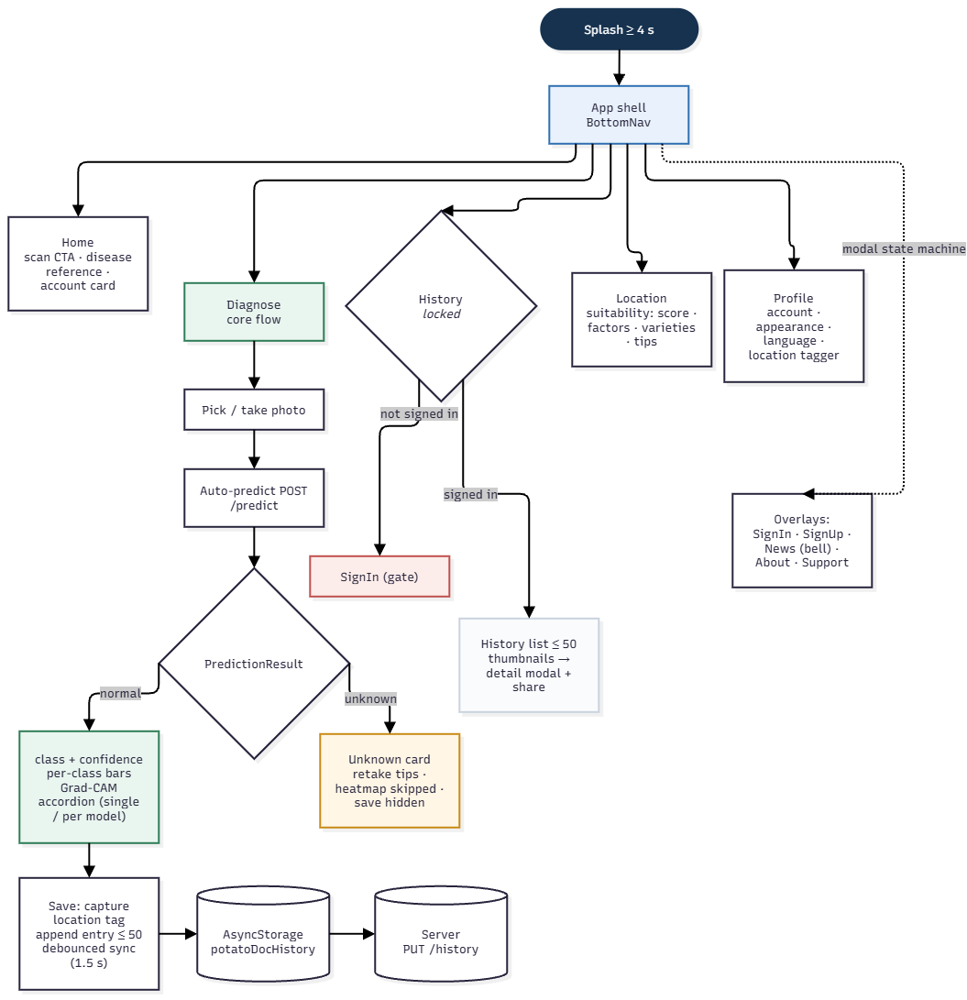 Splash ≥ 4 s
App shell
BottomNav
modal state machine
Home
scan CTA · disease
reference ·
account card
Diagnose
core flow
History
locked
Location
suitability: score ·
factors · varieties
· tips
Profile
account ·
appearance ·
language ·
location tagger
Pick / take photo
not signed in
Auto-predict POST
/predict
signed in
Overlays:
SignIn · SignUp ·
News (bell) ·
About · Support
SignIn (gate)
History list ≤ 50
thumbnails →
detail modal +
share
PredictionResult
normal
unknown
class + confidence
per-class bars
Grad-CAM
accordion (single
/ per model)
Unknown card
retake tips ·
heatmap skipped ·
save hidden
Save: capture
location tag
append entry ≤ 50
debounced sync
(1.5 s)
AsyncStorage
potatoDocHistory
Server
PUT /history